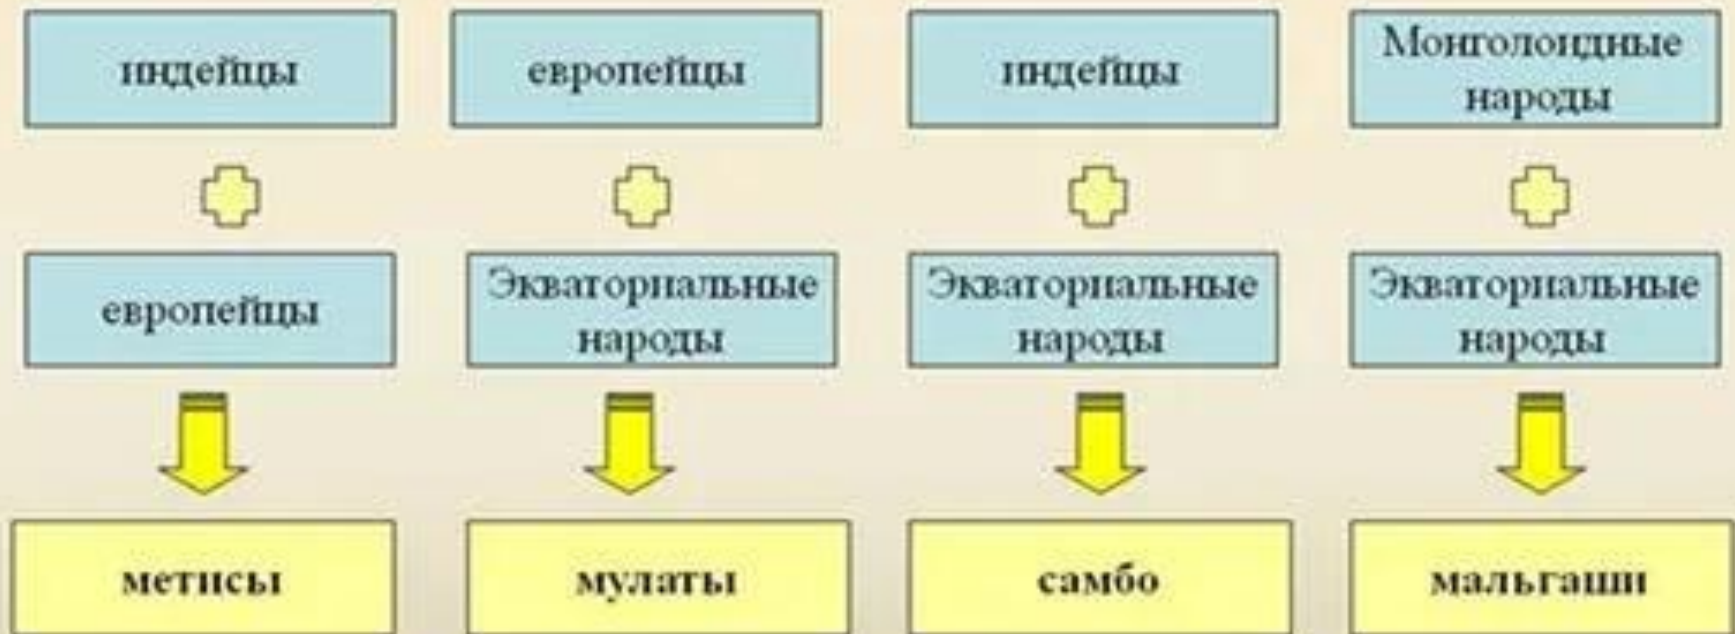 индейцы
европейцы
индейцы
Монголоидные
народы
европейцы
Экваториальные
народы
Экваториальные
народы
Экваториальные
народы
метисы
мулаты
самбо
мальгаши